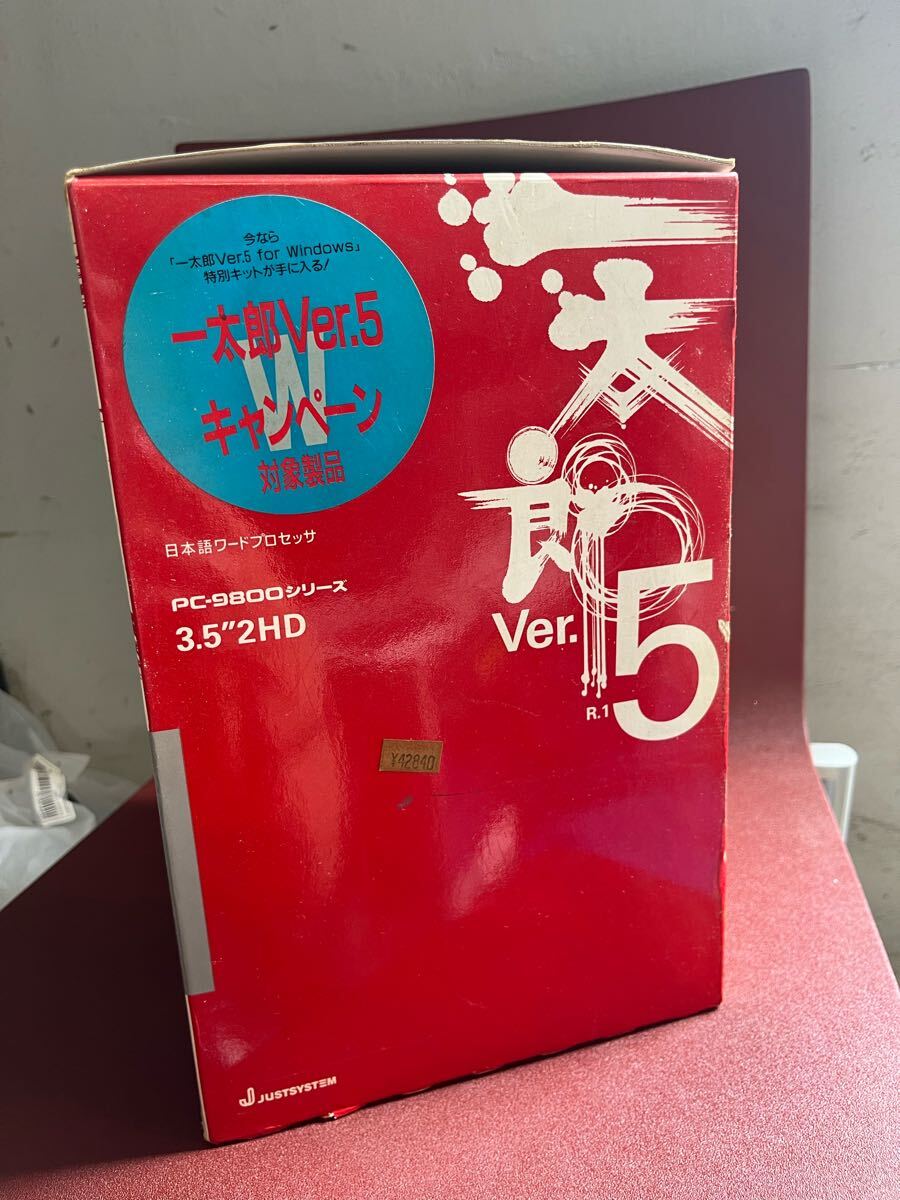 今なら
「一太郎Ver.5 for Windows」
特別キットが手に入る!
一太郎Ver.5
W
キャンペーン
対象製品
日本語ワードプロセッサ
PC-9800シリーズ
3.5"2HD
一太郎
Ver.5
R.1
¥42840
JUSTSYSTEM